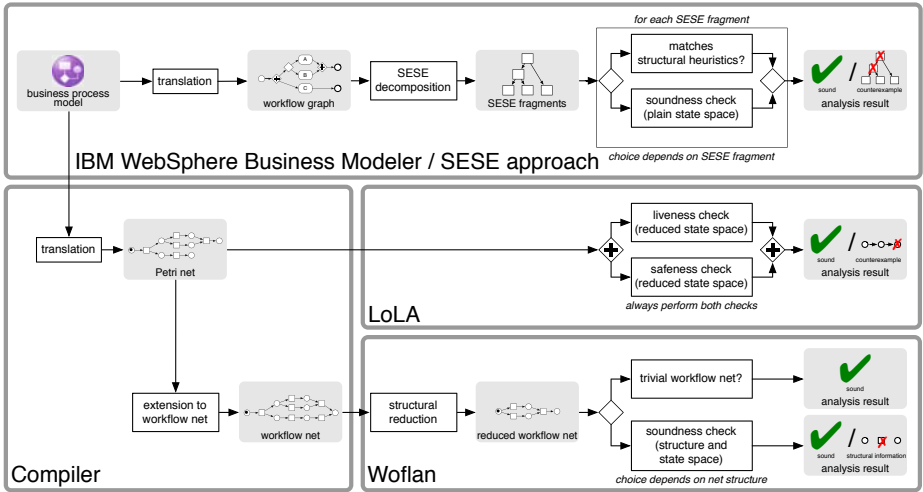 for each SESE fragment
business process
model
translation
A
B
C
workflow graph
SESE
decomposition
SESE fragments
matches
structural heuristics?
soundness check
(plain state space)
sound
/
counterexample
analysis result
IBM WebSphere Business Modeler / SESE approach
choice depends on SESE fragment
translation
Petri net
liveness check
(reduced state space)
safeness check
(reduced state space)
always perform both checks
sound
/
counterexample
analysis result
LoLA
extension to
workflow net
workflow net
Compiler
structural
reduction
reduced workflow net
trivial workflow net?
sound
analysis result
soundness check
(structure and
state space)
choice depends on net structure
sound
/
structural information
analysis result
Woflan